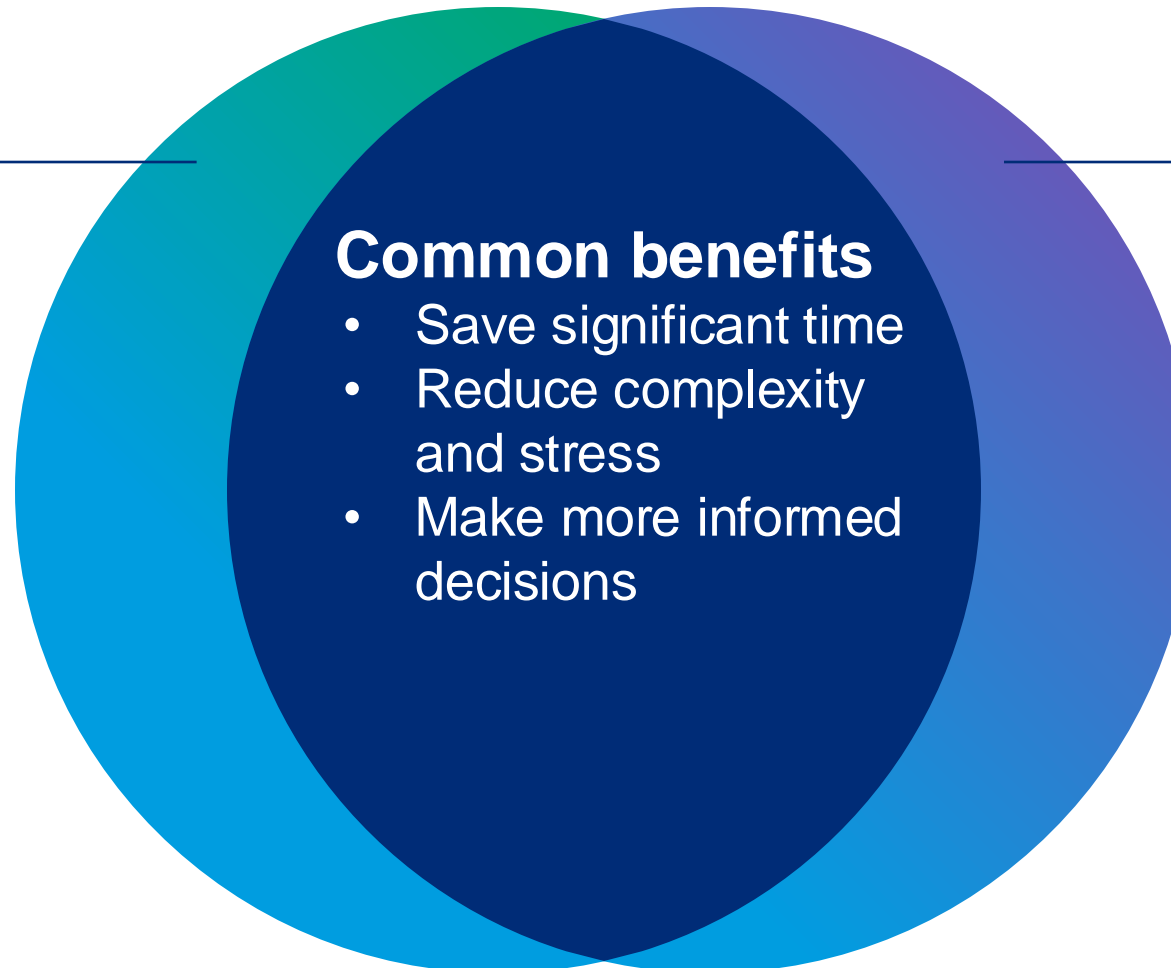 Common benefits
• Save significant time
• Reduce complexity
and stress
• Make more informed
decisions